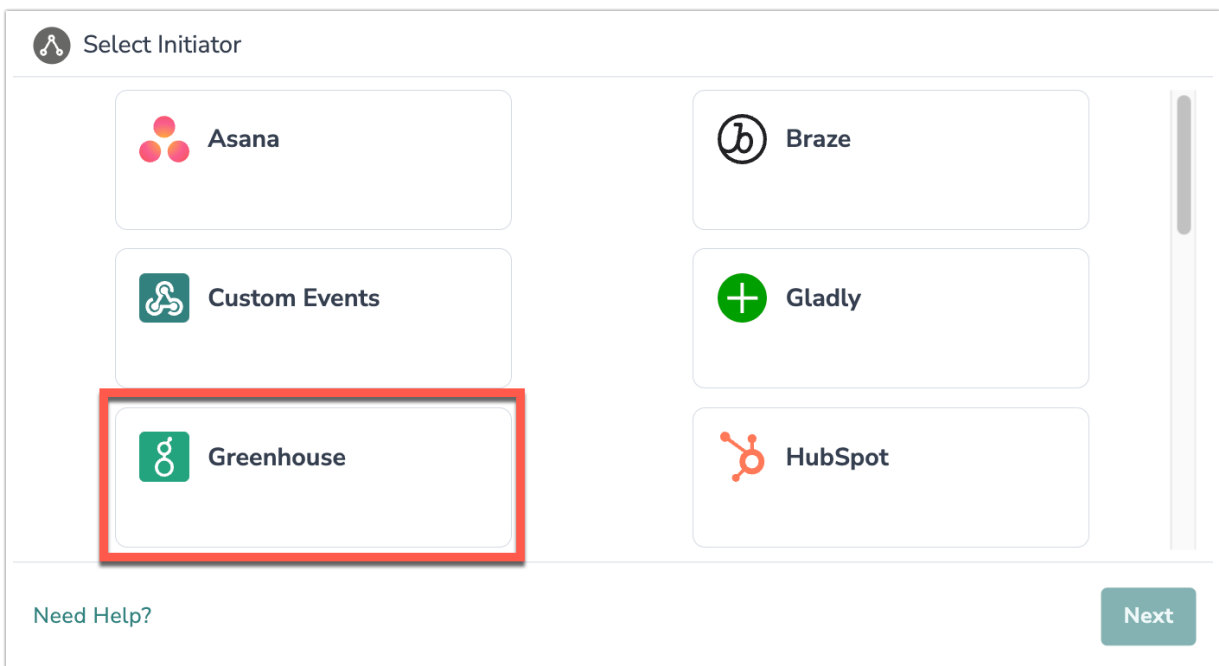 Select Initiator
Asana
Braze
Custom Events
Gladly
Greenhouse
HubSpot
Need Help?
Next